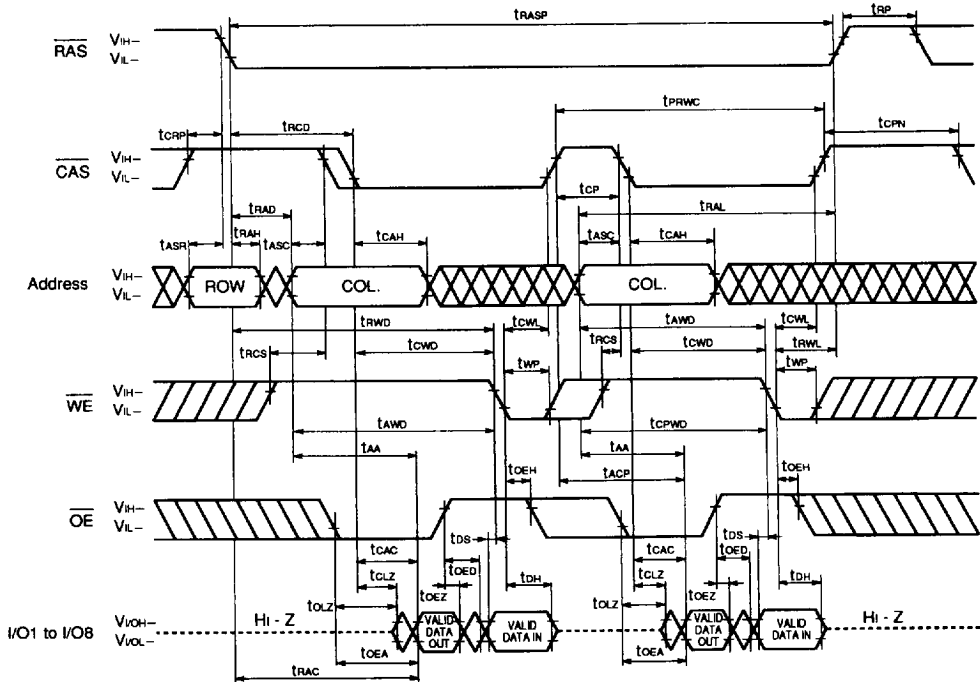 tRASP tRP
RAS VIH– VIL–
tPRWC
tCRP tRCD tCPN
CAS VIH– VIL–
tCP
tRAD tRAL
tASR tRAH tASC tCAH tASC tCAH
Address VIH– VIL– ROW COL. COL.
tRWD tCWL tAWD tCWL
tRCS tCWD tRCS tCWD tRWL
tWP tWP
WE VIH– VIL–
tAWD tCPWD
tAA tAA
tOEH tACP tOEH
OE VIH– VIL–
tDS tDS
tCAC tOED tCAC tOED
tCLZ tOEZ tDH tCLZ tOEZ tDH
tOLZ tOLZ
I/O1 to I/O8 VI/OH– VI/OL– HI - Z VALID DATA OUT VALID DATA IN VALID DATA OUT VALID DATA IN HI - Z
tOEA tOEA
tRAC